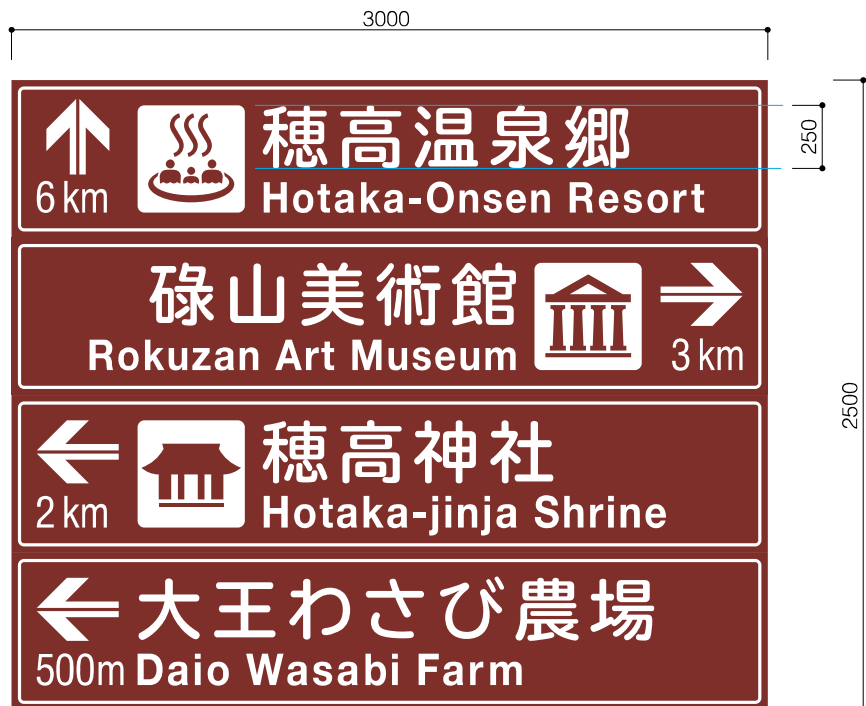 3000
穂高温泉郷
6 km
Hotaka-Onsen Resort
250
碌山美術館
Rokuzan Art Museum
3 km
2500
穂高神社
2 km
Hotaka-jinja Shrine
大王わさび農場
500m Daio Wasabi Farm